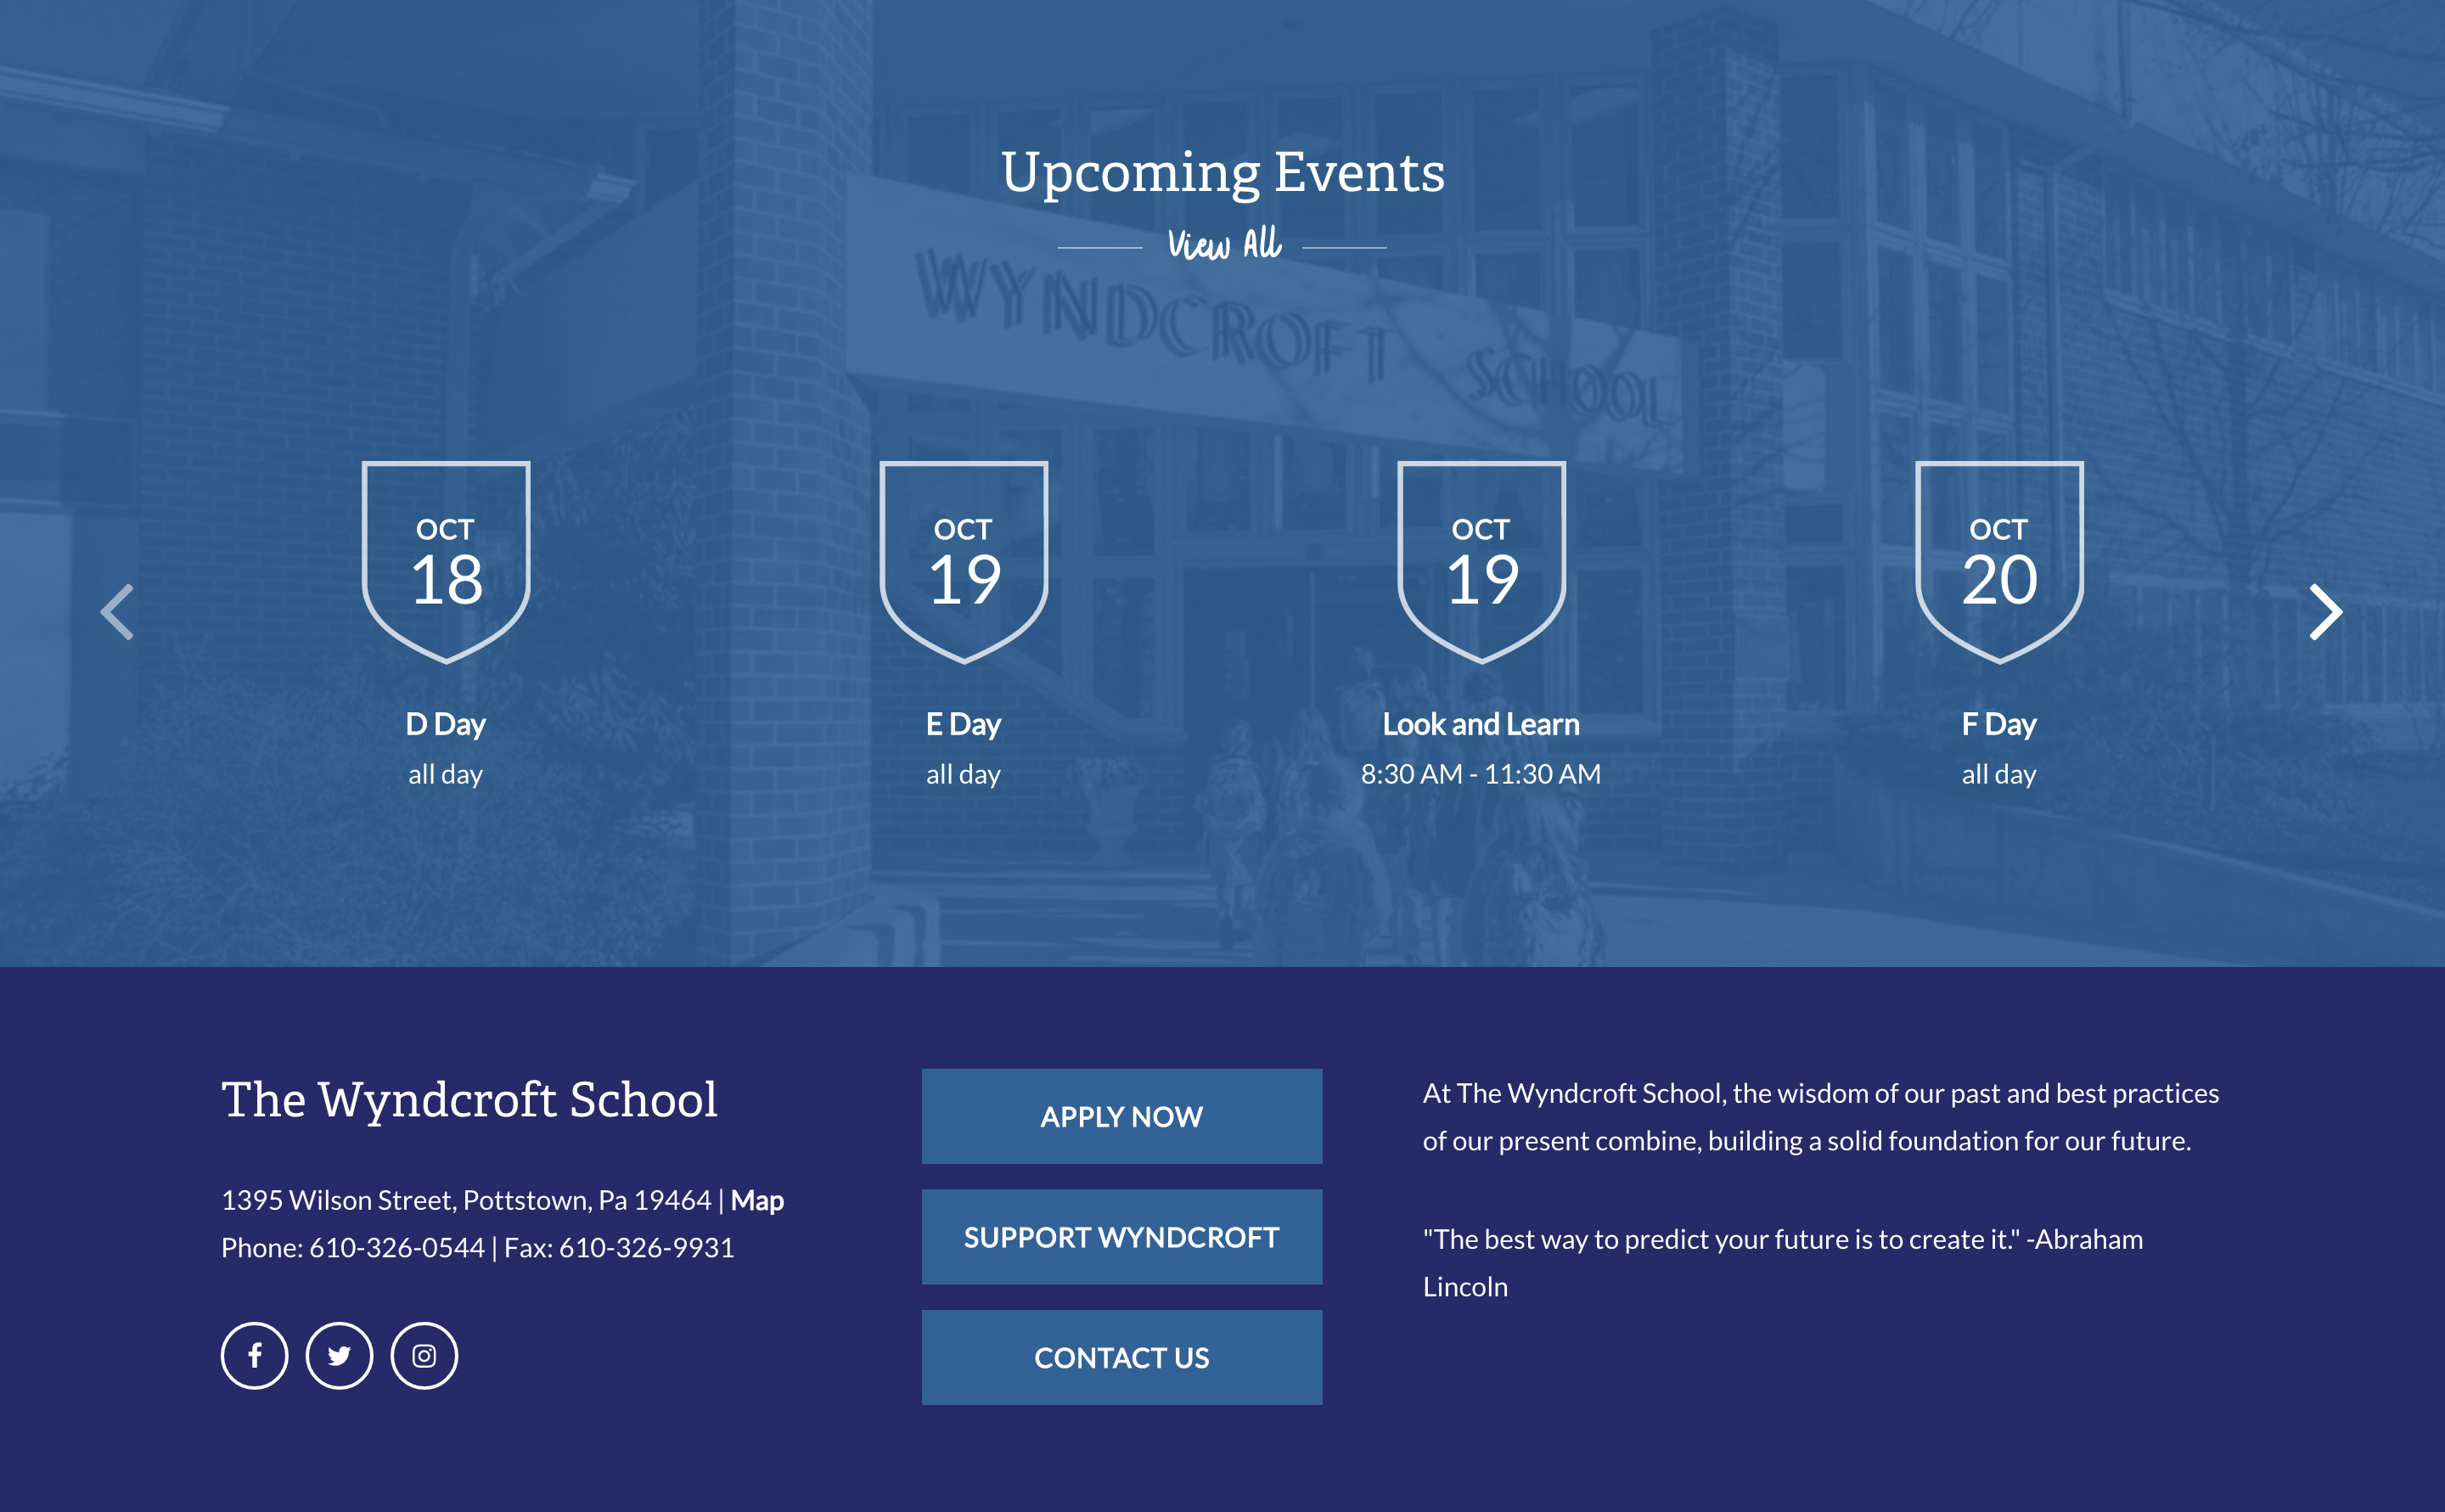 Upcoming Events
View All
WYNDCROFT SCHOOL
OCT
18
D Day
all day
OCT
19
E Day
all day
OCT
19
Look and Learn
8:30 AM - 11:30 AM
OCT
20
F Day
all day
The Wyndcroft School
1395 Wilson Street, Pottstown, Pa 19464 | Map
Phone: 610-326-0544 | Fax: 610-326-9931
APPLY NOW
SUPPORT WYNDCROFT
CONTACT US
At The Wyndcroft School, the wisdom of our past and best practices
of our present combine, building a solid foundation for our future.
"The best way to predict your future is to create it." -Abraham
Lincoln